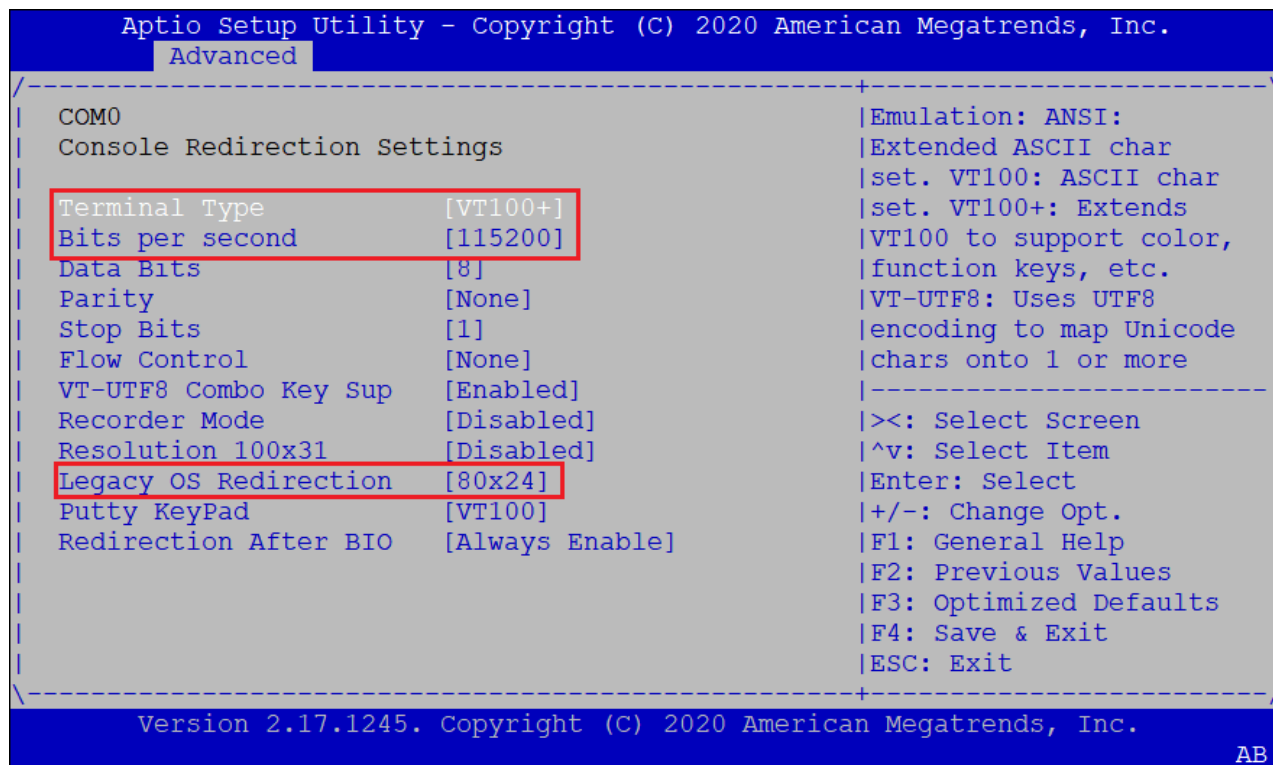 Aptio Setup Utility - Copyright (C) 2020 American Megatrends, Inc.
Advanced
/----------------------------------------------------+-------------------------\
| COM0 |Emulation: ANSI:
| Console Redirection Settings |Extended ASCII char
| |set. VT100: ASCII char
| Terminal Type [VT100+] |set. VT100+: Extends
| Bits per second [115200] |VT100 to support color,
| Data Bits [8] |function keys, etc.
| Parity [None] |VT-UTF8: Uses UTF8
| Stop Bits [1] |encoding to map Unicode
| Flow Control [None] |chars onto 1 or more
| VT-UTF8 Combo Key Sup [Enabled] |-------------------------
| Recorder Mode [Disabled] |><: Select Screen
| Resolution 100x31 [Disabled] |^v: Select Item
| Legacy OS Redirection [80x24] |Enter: Select
| Putty KeyPad [VT100] |+/-: Change Opt.
| Redirection After BIO [Always Enable] |F1: General Help
| |F2: Previous Values
| |F3: Optimized Defaults
| |F4: Save & Exit
| |ESC: Exit
\----------------------------------------------------+-------------------------/
Version 2.17.1245. Copyright (C) 2020 American Megatrends, Inc.
AB